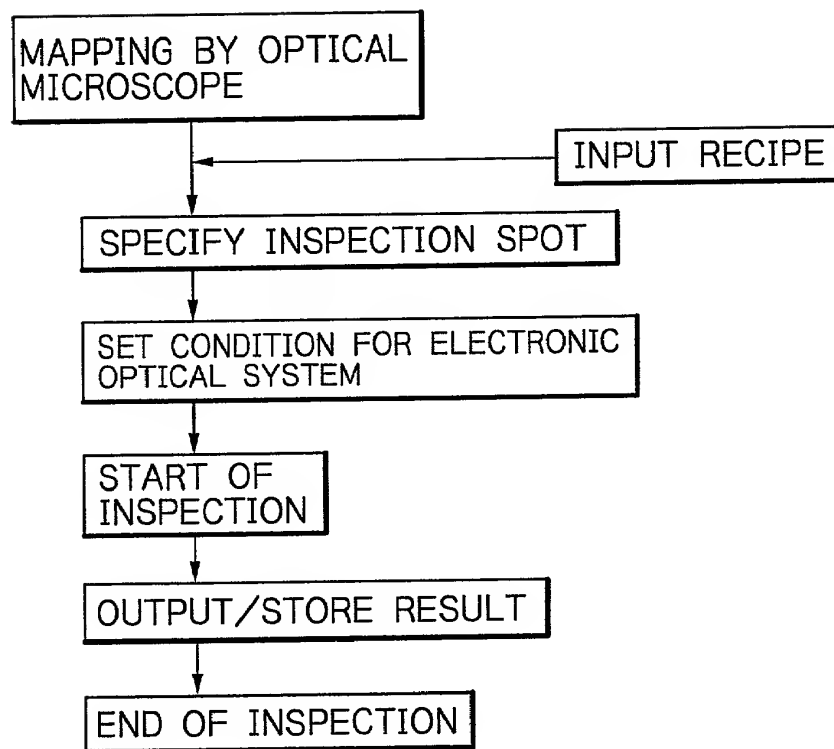 MAPPING BY OPTICAL
MICROSCOPE
INPUT RECIPE
SPECIFY INSPECTION SPOT
SET CONDITION FOR ELECTRONIC
OPTICAL SYSTEM
START OF
INSPECTION
OUTPUT/STORE RESULT
END OF INSPECTION